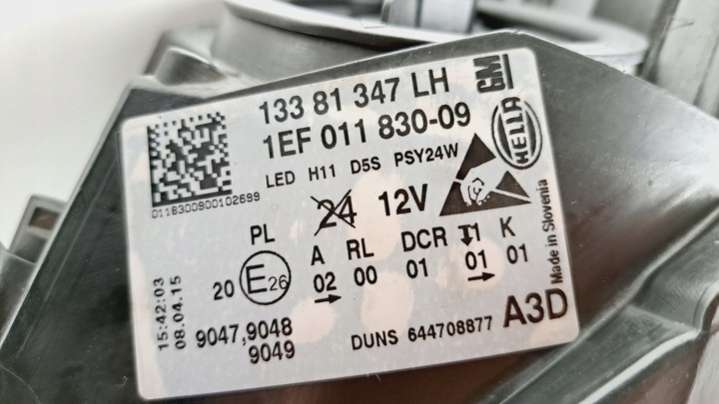 133 81 347 LH
GM
1EF 011 830-09
HELLA
LED H11 D5S PSY24W
0118300900102699
24 12V
PL
A RL DCR 1 K
20 E26 02 00 01 01 01
Made in Slovenia
15:42:03
08.04.15
9047,9048
9049
DUNS 644708877
A3D